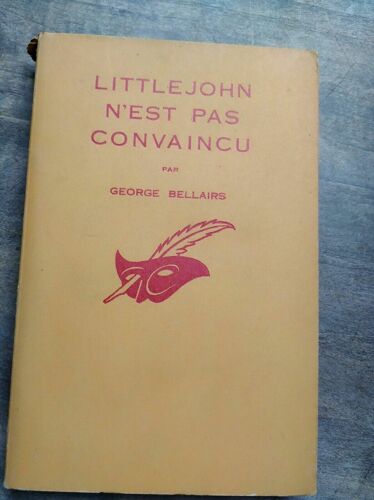 LITTLEJOHN
N'EST PAS
CONVAINCU
PAR
GEORGE BELLAIRS